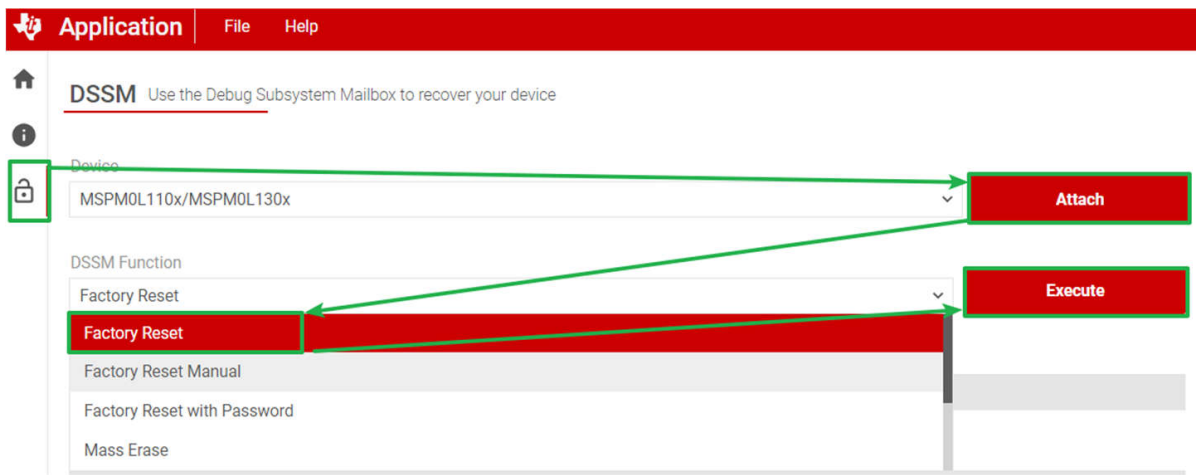 Application File Help
DSSM Use the Debug Subsystem Mailbox to recover your device
Device
MSPM0L110x/MSPM0L130x
Attach
DSSM Function
Factory Reset
Execute
Factory Reset
Factory Reset Manual
Factory Reset with Password
Mass Erase